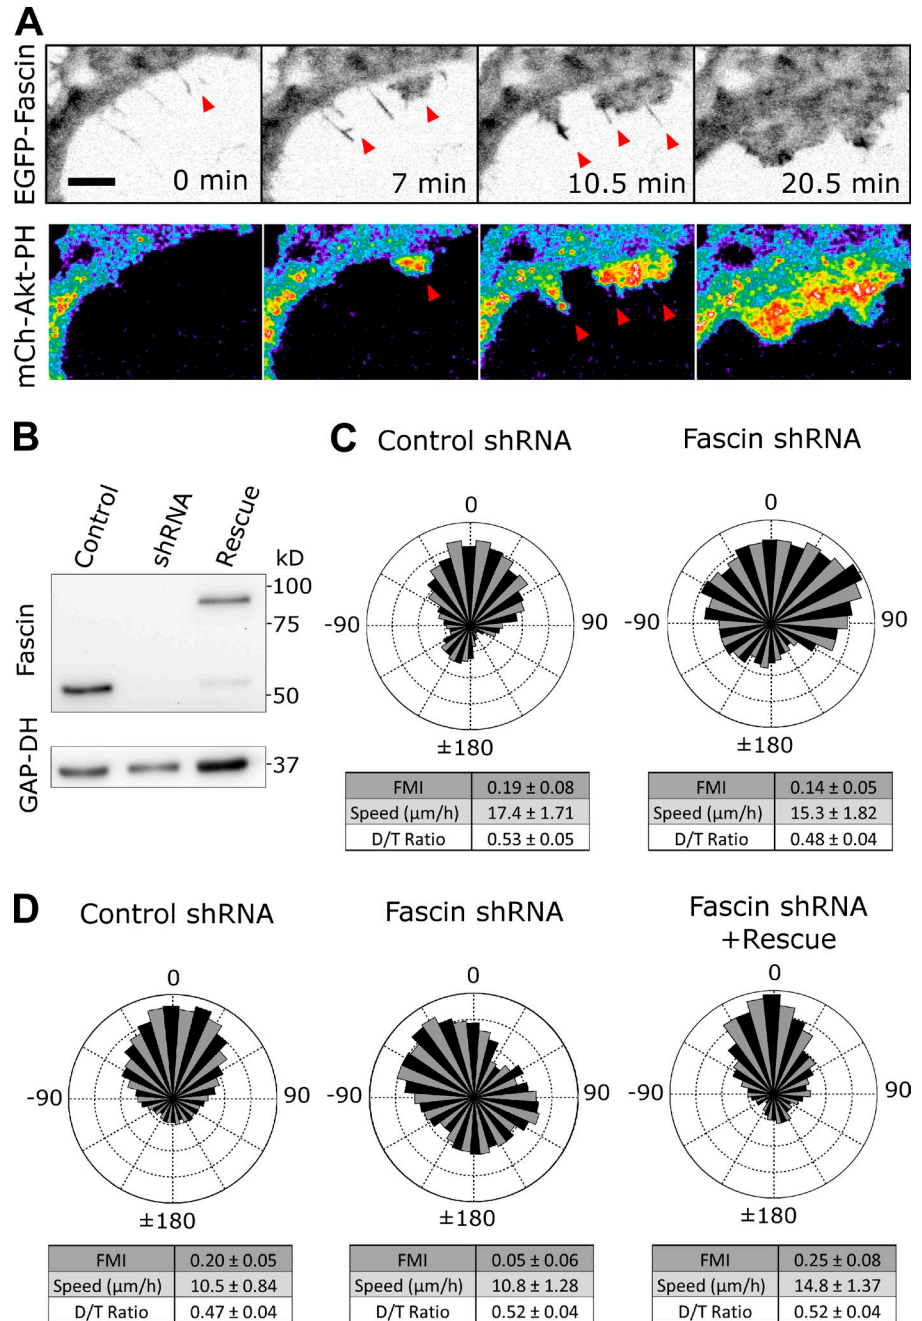 A
EGFP-Fascin
0 min
7 min
10.5 min
20.5 min
mCh-Akt-PH
B
Control
shRNA
Rescue
kD
Fascin
100
75
50
GAP-DH
37
C
Control shRNA
Fascin shRNA
0
-90
90
±180
0
-90
90
±180
FMI 0.19 ± 0.08
Speed (µm/h) 17.4 ± 1.71
D/T Ratio 0.53 ± 0.05
FMI 0.14 ± 0.05
Speed (µm/h) 15.3 ± 1.82
D/T Ratio 0.48 ± 0.04
D
Control shRNA
Fascin shRNA
Fascin shRNA
+Rescue
0
-90
90
±180
0
-90
90
±180
0
-90
90
±180
FMI 0.20 ± 0.05
Speed (µm/h) 10.5 ± 0.84
D/T Ratio 0.47 ± 0.04
FMI 0.05 ± 0.06
Speed (µm/h) 10.8 ± 1.28
D/T Ratio 0.52 ± 0.04
FMI 0.25 ± 0.08
Speed (µm/h) 14.8 ± 1.37
D/T Ratio 0.52 ± 0.04